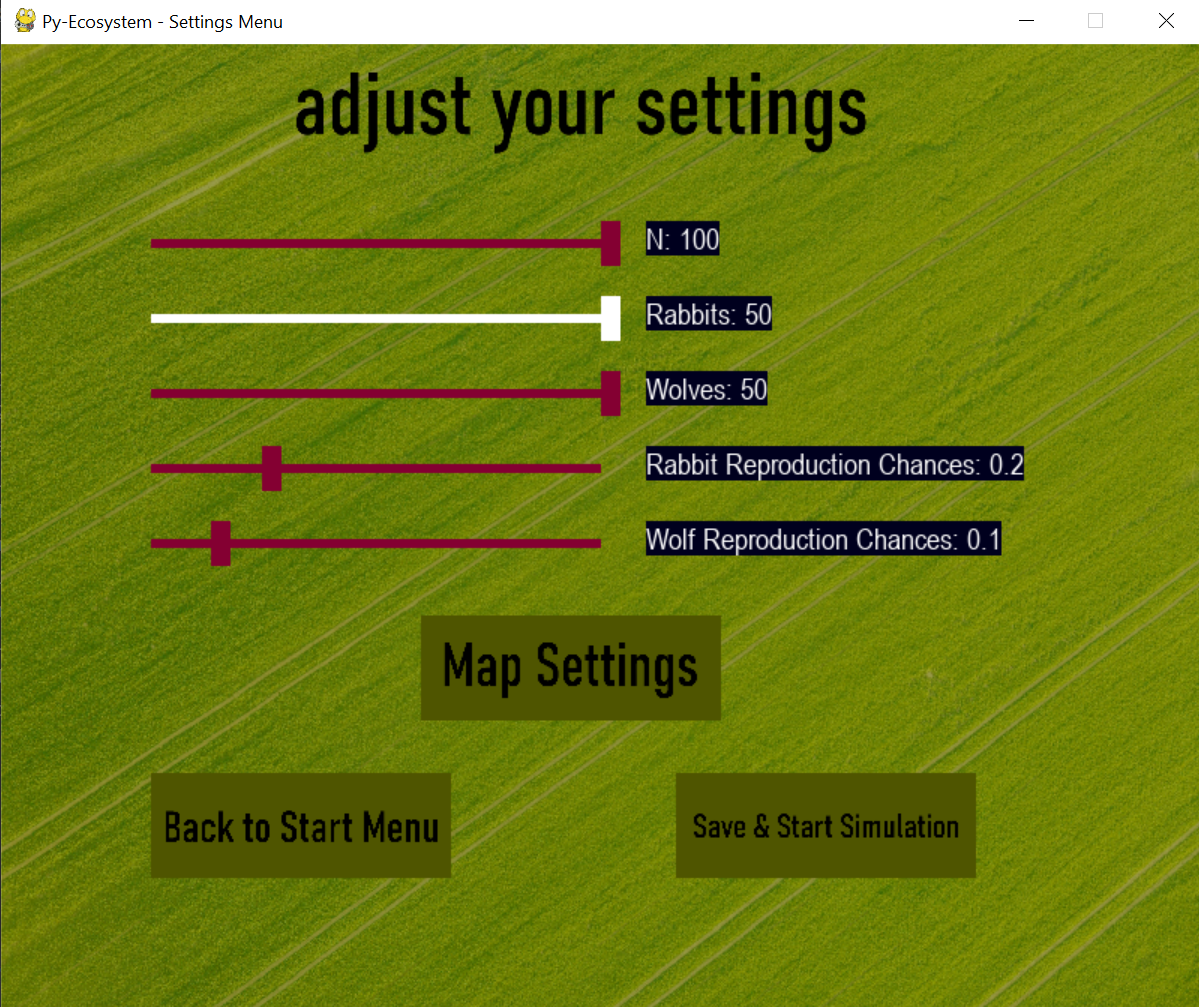 Py-Ecosystem - Settings Menu
adjust your settings
N: 100
Rabbits: 50
Wolves: 50
Rabbit Reproduction Chances: 0.2
Wolf Reproduction Chances: 0.1
Map Settings
Back to Start Menu
Save & Start Simulation